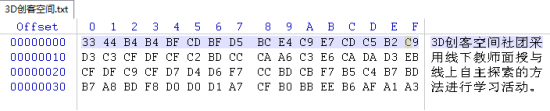 3D创客空间.txt
Offset 0 1 2 3 4 5 6 7 8 9 A B C D E F
00000000 33 44 B4 B4 BF CD BF D5 BC E4 C9 E7 CD C5 B2 C9 3D创客空间社团采
00000010 D3 C3 CF DF CF C2 BD CC CA A6 C3 E6 CA DA D3 EB 用线下教师面授与
00000020 CF DF C9 CF D7 D4 D6 F7 CC BD CB F7 B5 C4 B7 BD 线上自主探索的方
00000030 B7 A8 BD F8 D0 D0 D1 A7 CF B0 BB EE B6 AF A1 A3 法进行学习活动。